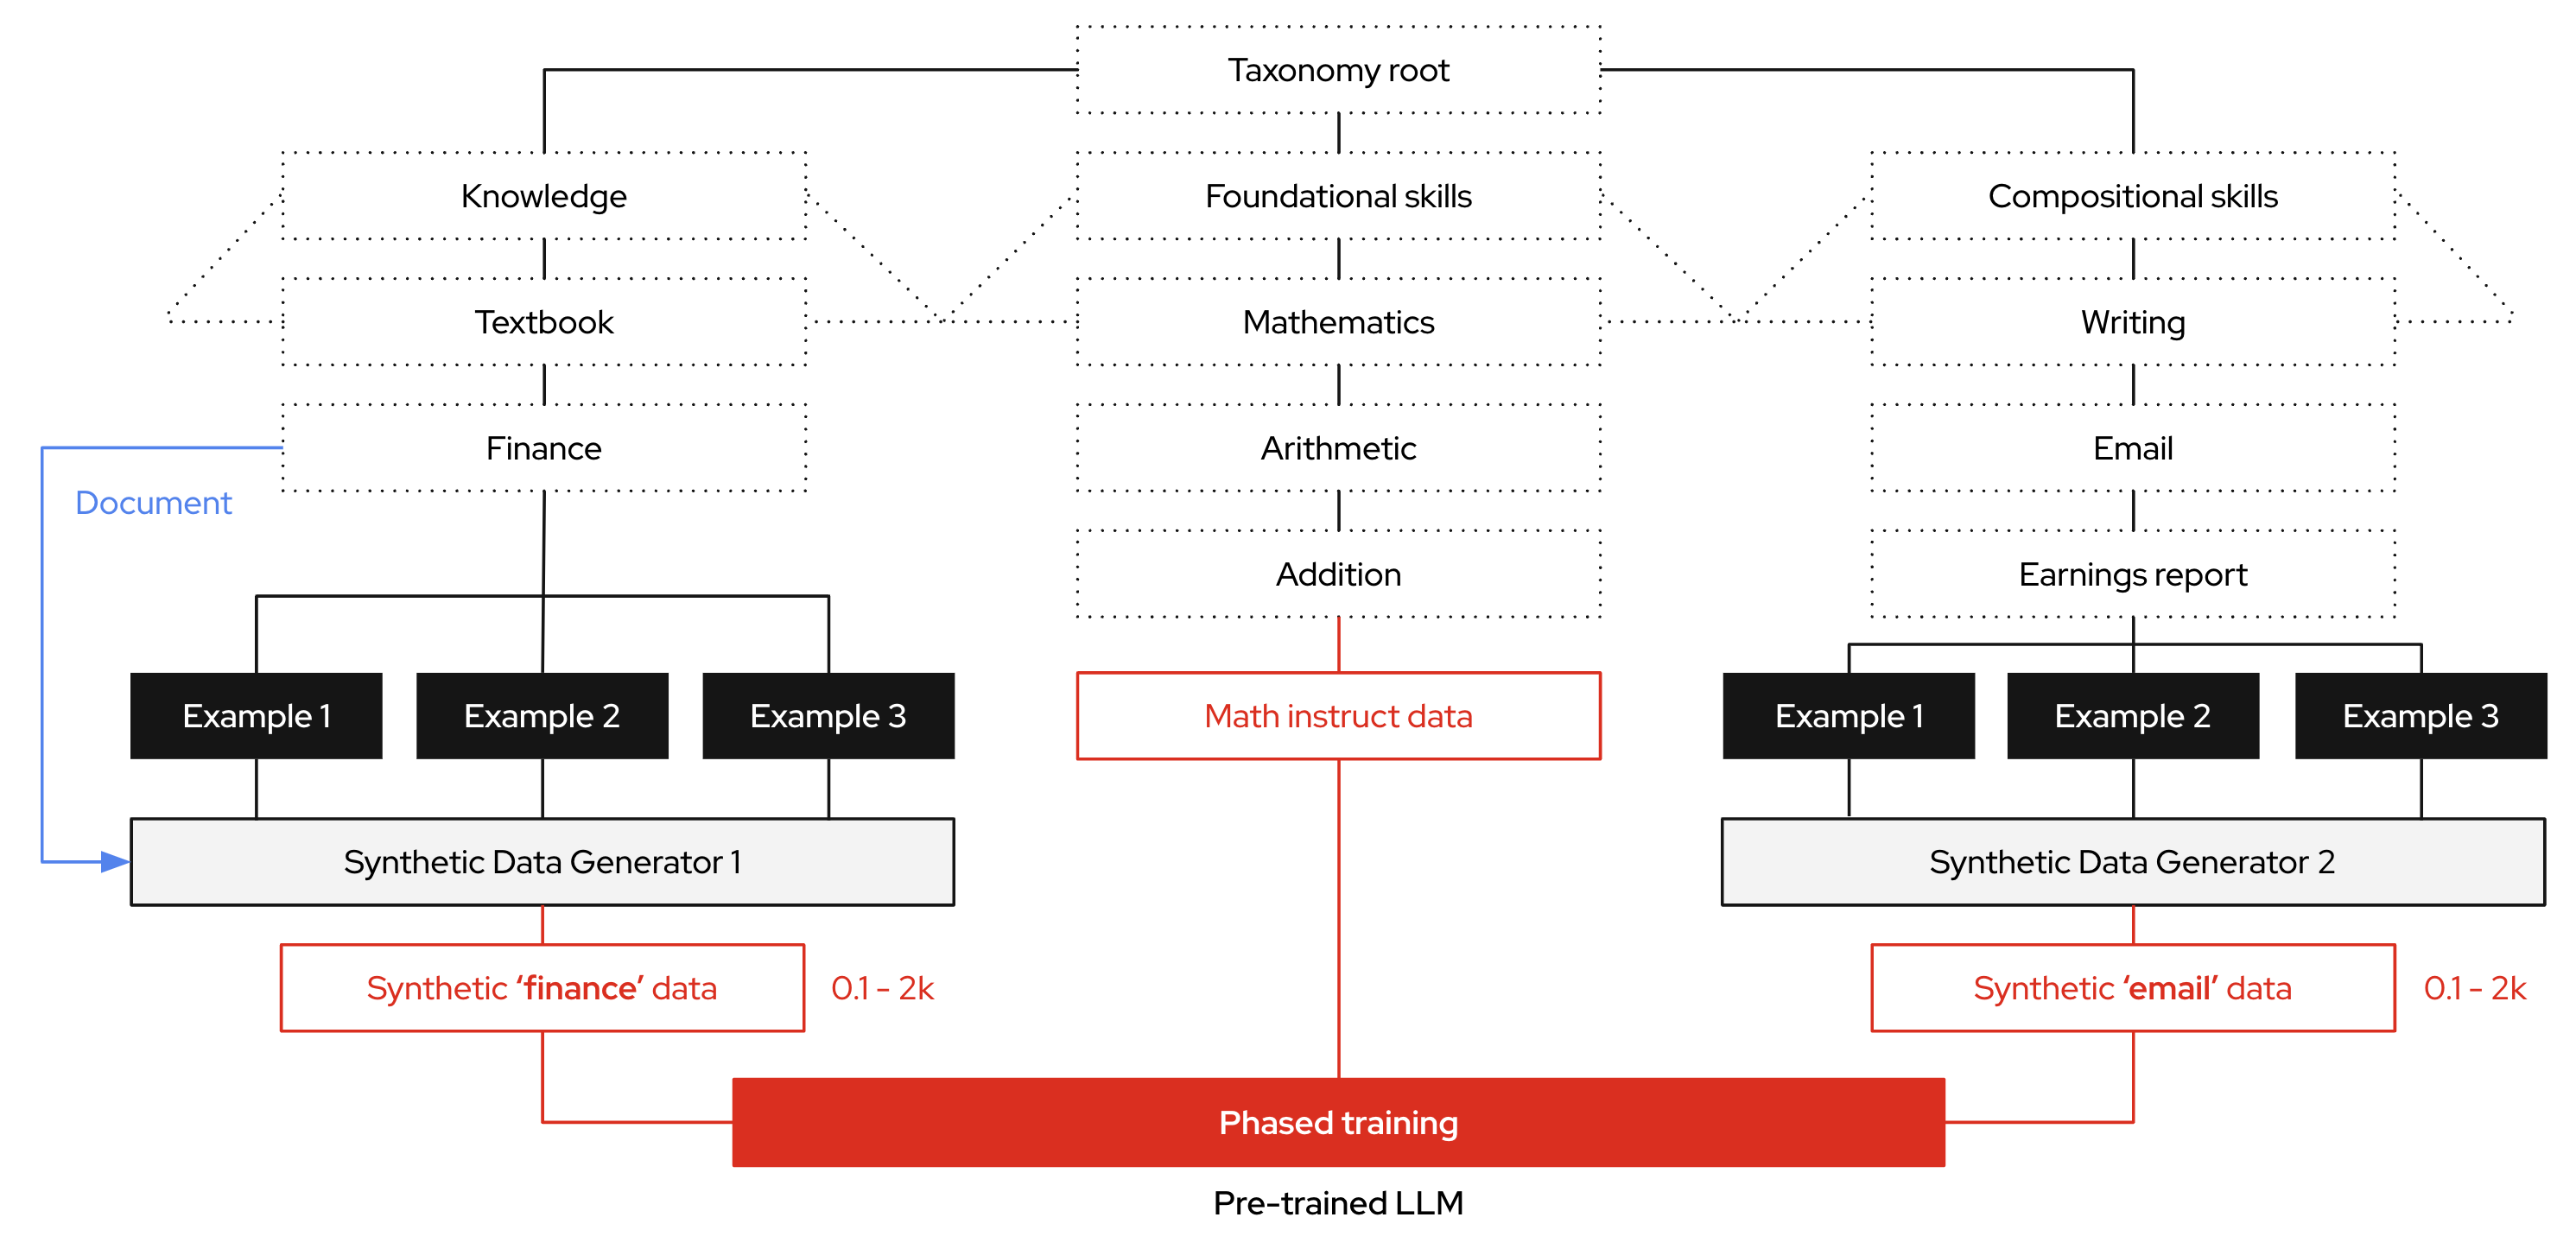 Taxonomy root
Knowledge
Foundational skills
Compositional skills
Textbook
Mathematics
Writing
Finance
Arithmetic
Email
Document
Addition
Earnings report
Example 1
Example 2
Example 3
Math instruct data
Example 1
Example 2
Example 3
Synthetic Data Generator 1
Synthetic Data Generator 2
Synthetic ‘finance’ data
0.1 - 2k
Synthetic ‘email’ data
0.1 - 2k
Phased training
Pre-trained LLM